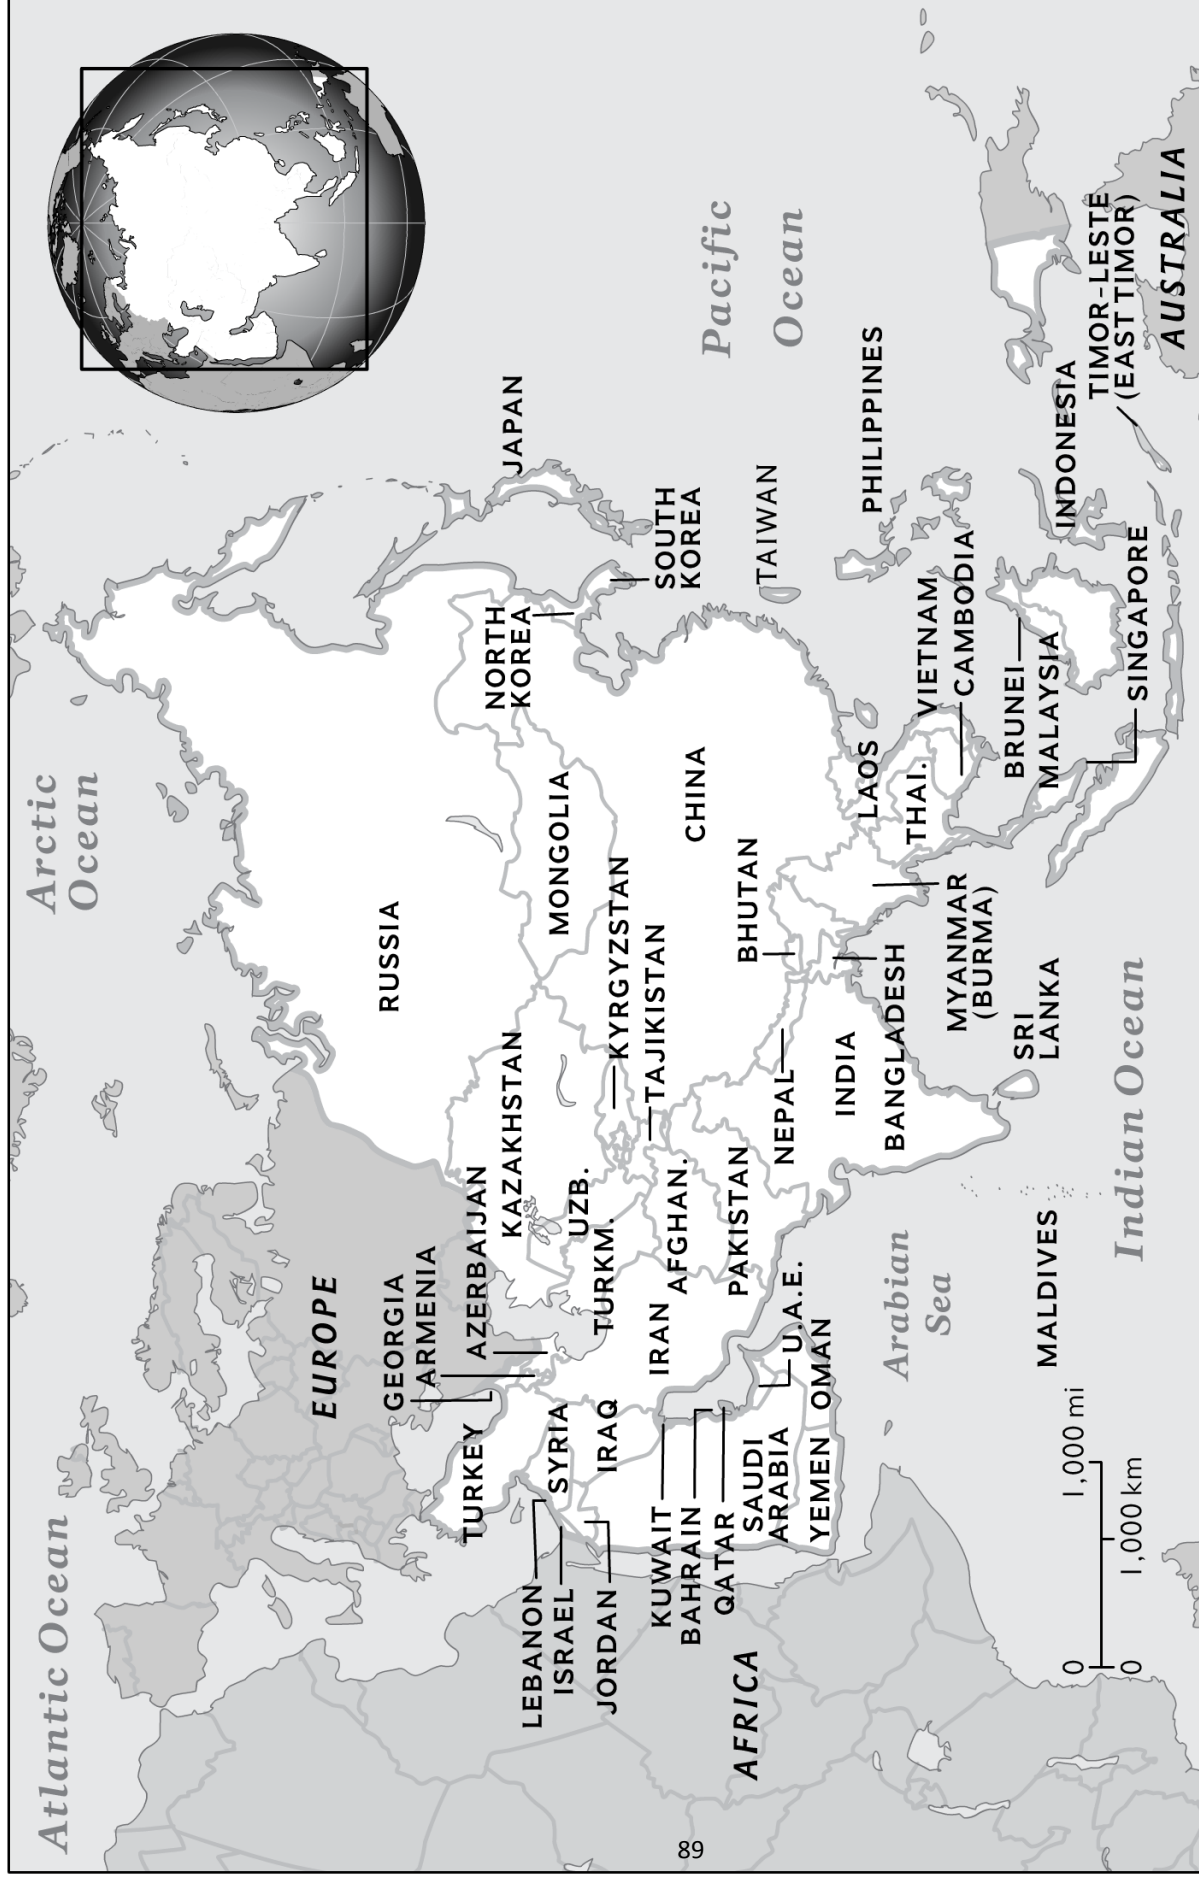 Atlantic Ocean
Arctic
Ocean
EUROPE
RUSSIA
GEORGIA
ARMENIA
AZERBAIJAN
TURKEY
KAZAKHSTAN
MONGOLIA
NORTH
KOREA
JAPAN
LEBANON
ISRAEL
JORDAN
SYRIA
IRAQ
UZB.
TURKM.
KYRGYZSTAN
TAJIKISTAN
SOUTH
KOREA
KUWAIT
BAHRAIN
QATAR
IRAN
AFGHAN.
CHINA
Pacific
Ocean
AFRICA
SAUDI
ARABIA
PAKISTAN
BHUTAN
TAIWAN
U.A.E.
NEPAL
YEMEN
OMAN
INDIA
LAOS
PHILIPPINES
Arabian
Sea
BANGLADESH
THAI.
VIETNAM
CAMBODIA
MYANMAR
(BURMA)
MALDIVES
SRI
LANKA
BRUNEI
MALAYSIA
INDONESIA
SINGAPORE
TIMOR-LESTE
(EAST TIMOR)
Indian Ocean
AUSTRALIA
0 1,000 mi
0 1,000 km
89